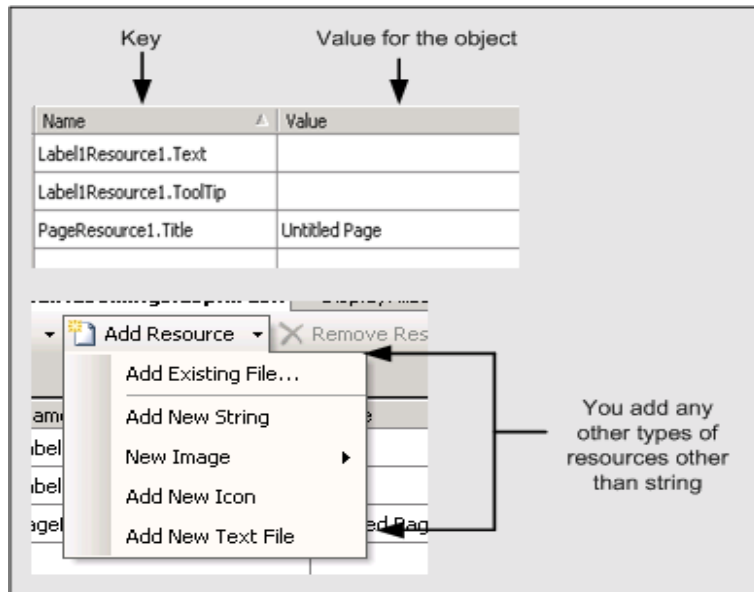 Key
Value for the object
Name
Value
Label1Resource1.Text
Label1Resource1.ToolTip
PageResource1.Title
Untitled Page
Add Resource
Remove Res
Add Existing File...
Add New String
New Image
Add New Icon
Add New Text File
You add any
other types of
resources other
than string